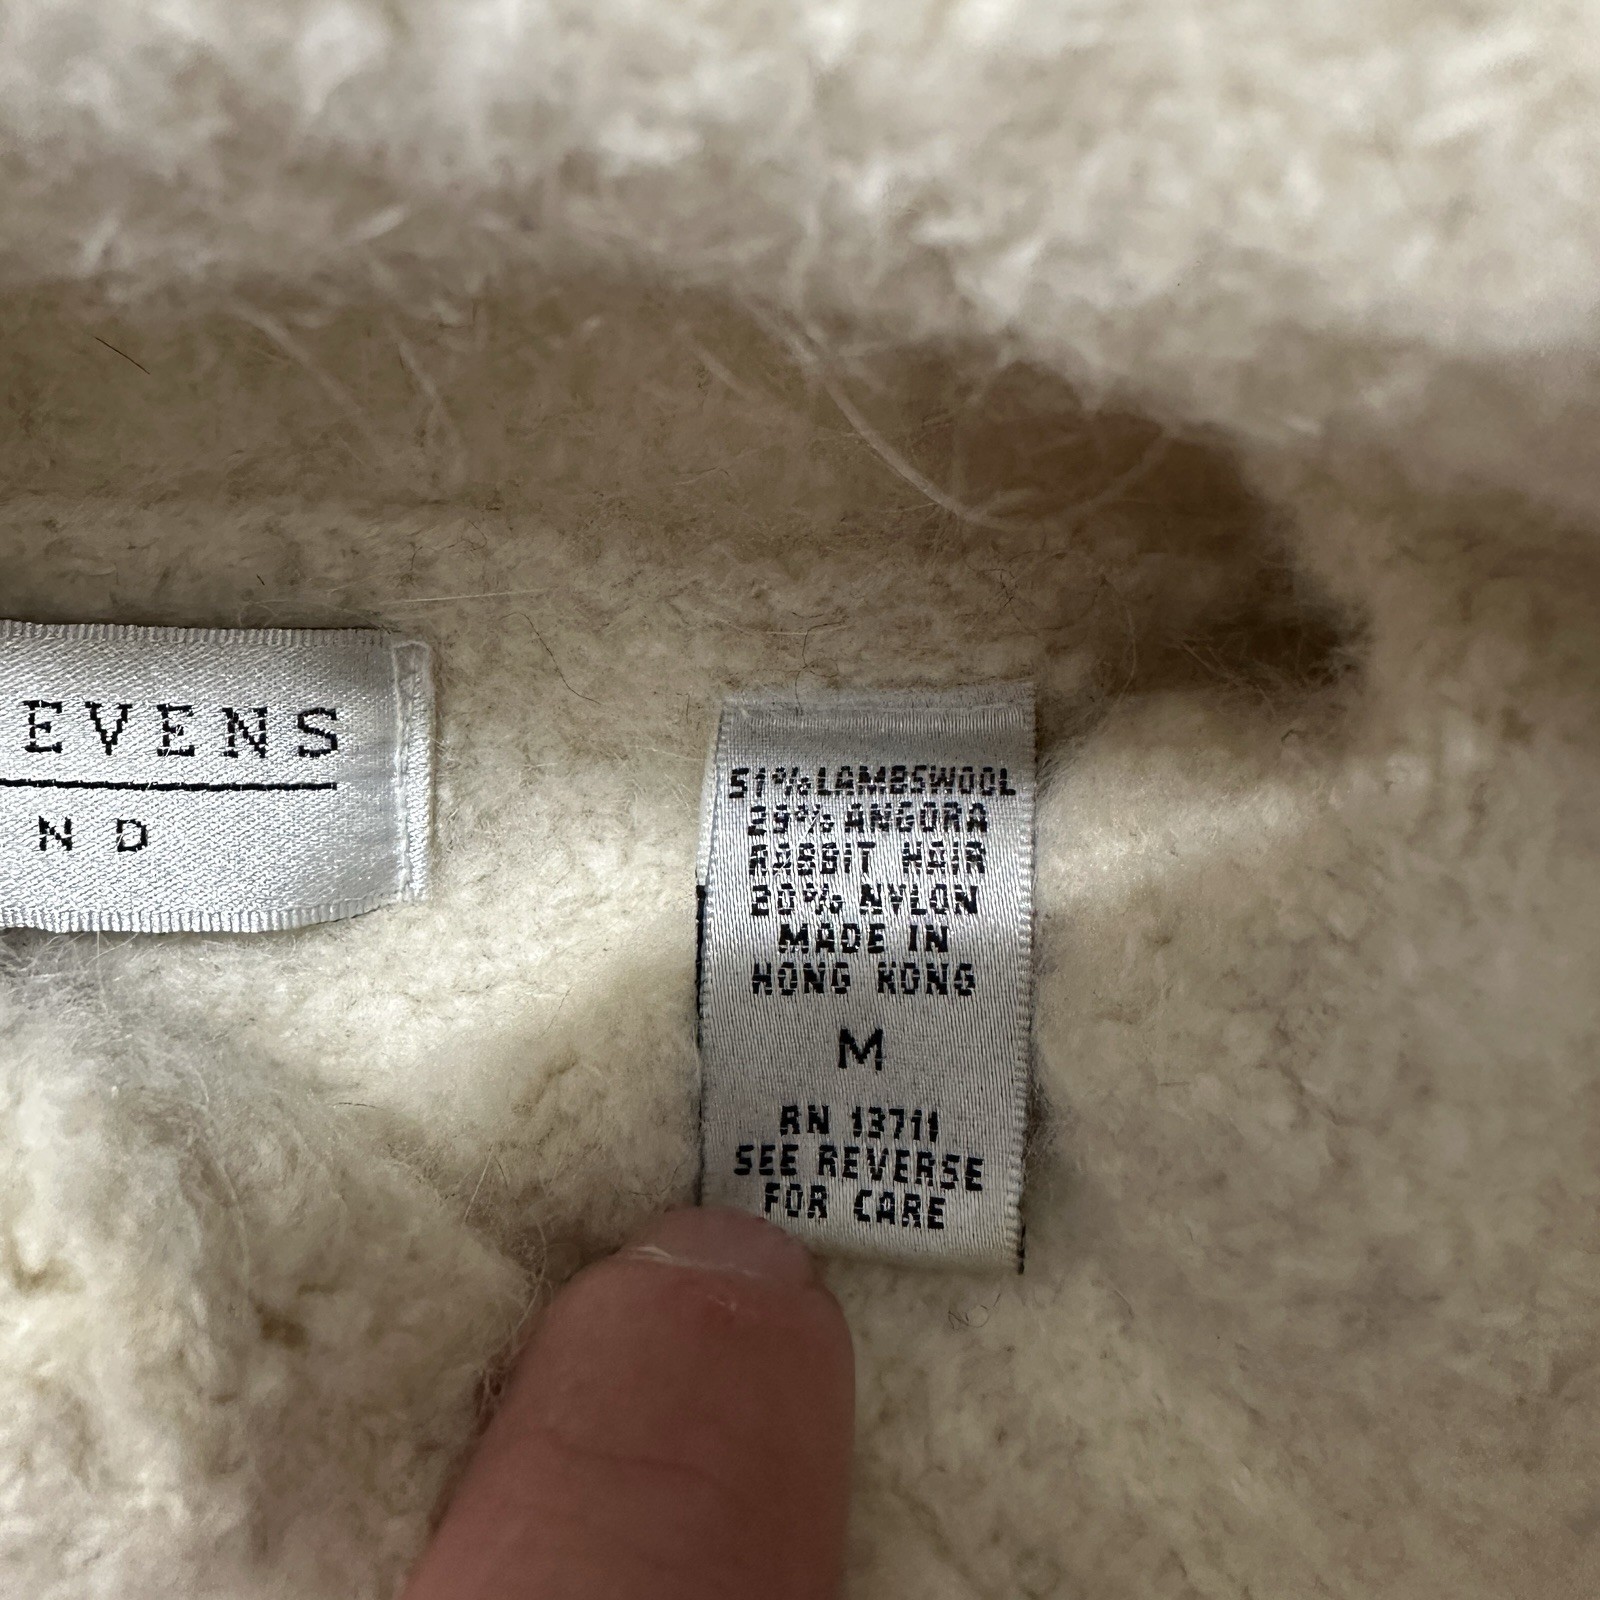 EVENS
ND
51% LAMBSWOOL
29% ANGORA
RABBIT HAIR
20% NYLON
MADE IN
HONG KONG
M
RN 13711
SEE REVERSE
FOR CARE